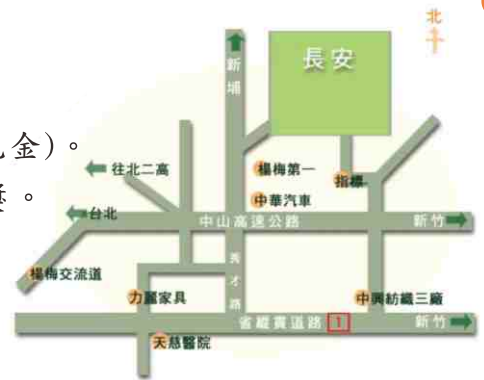 北
長安
新埔
金)。
。
往北二高
楊梅第一
指標
中華汽車
台北
中山高速公路
新竹
秀才路
楊梅交流道
力麗家具
中興紡織三廠
省縱貫道路 1
新竹
天慈醫院